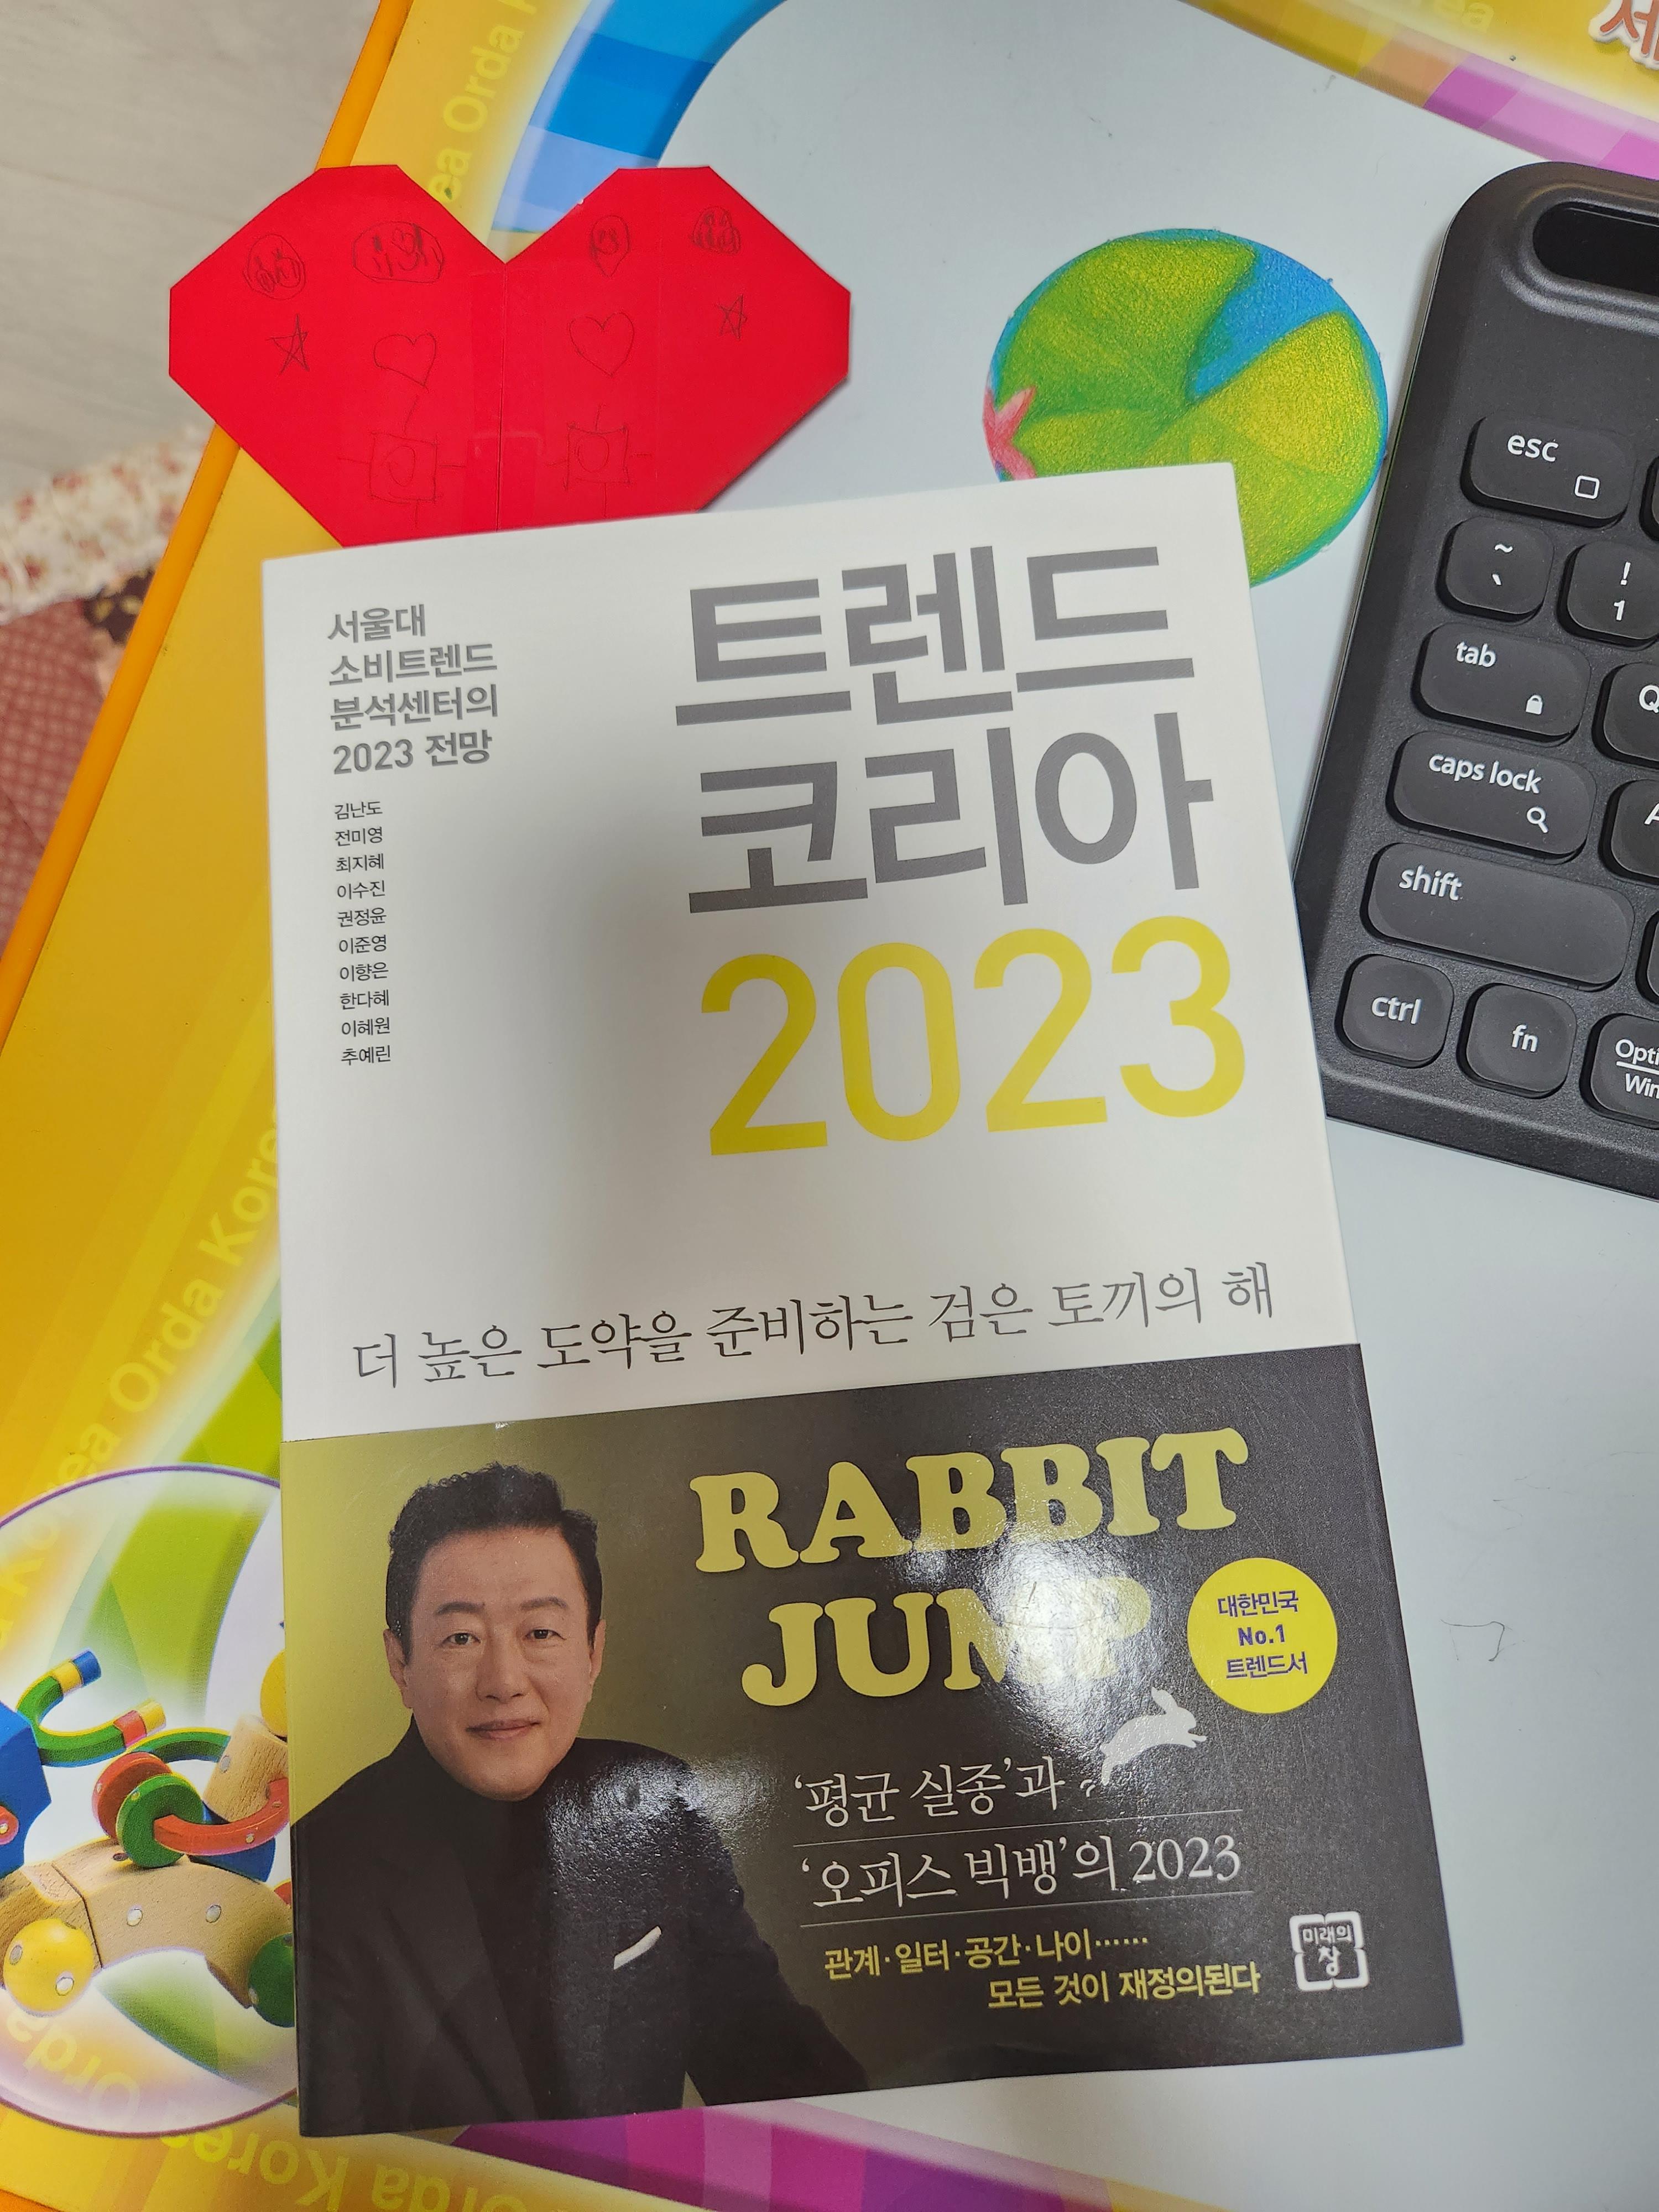 서울대
소비트렌드
분석센터의
2023 전망
김난도
전미영
최지혜
이수진
권정윤
이준영
이향은
한다혜
이혜원
추예린
트렌드
코리아
2023
더 높은 도약을 준비하는 검은 토끼의 해
RABBIT
JUMP
대한민국
No.1
트렌드서
'평균 실종'과
'오피스 빅뱅'의 2023
관계·일터·공간·나이……
모든 것이 재정의된다
미래의
창
esc
~
`
!
1
tab
Q
caps lock
A
shift
ctrl
fn
Orda Korea
Orda Korea